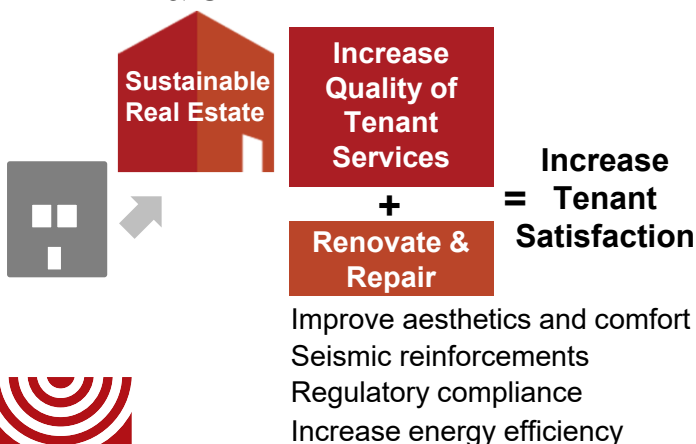 Sustainable
Real Estate
Increase
Quality of
Tenant
Services
+
Renovate &
Repair
= Increase
Tenant
Satisfaction
Improve aesthetics and comfort
Seismic reinforcements
Regulatory compliance
Increase energy efficiency